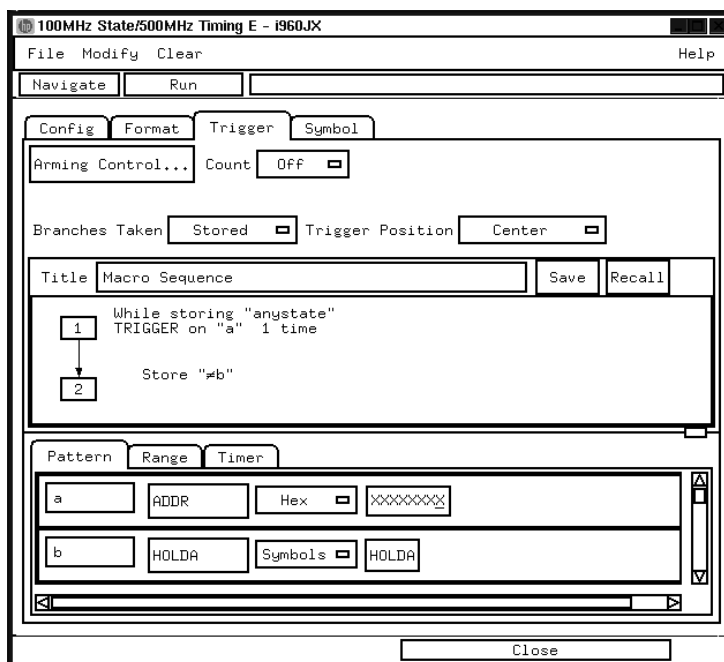 hp 100MHz State/500MHz Timing E - i960JX
File Modify Clear Help
Navigate Run
Config Format Trigger Symbol
Arming Control... Count Off
Branches Taken Stored Trigger Position Center
Title Macro Sequence Save Recall
1 While storing "anystate"
TRIGGER on "a" 1 time
2 Store "≠b"
Pattern Range Timer
a ADDR Hex XXXXXXXX
b HOLDA Symbols HOLDA
Close